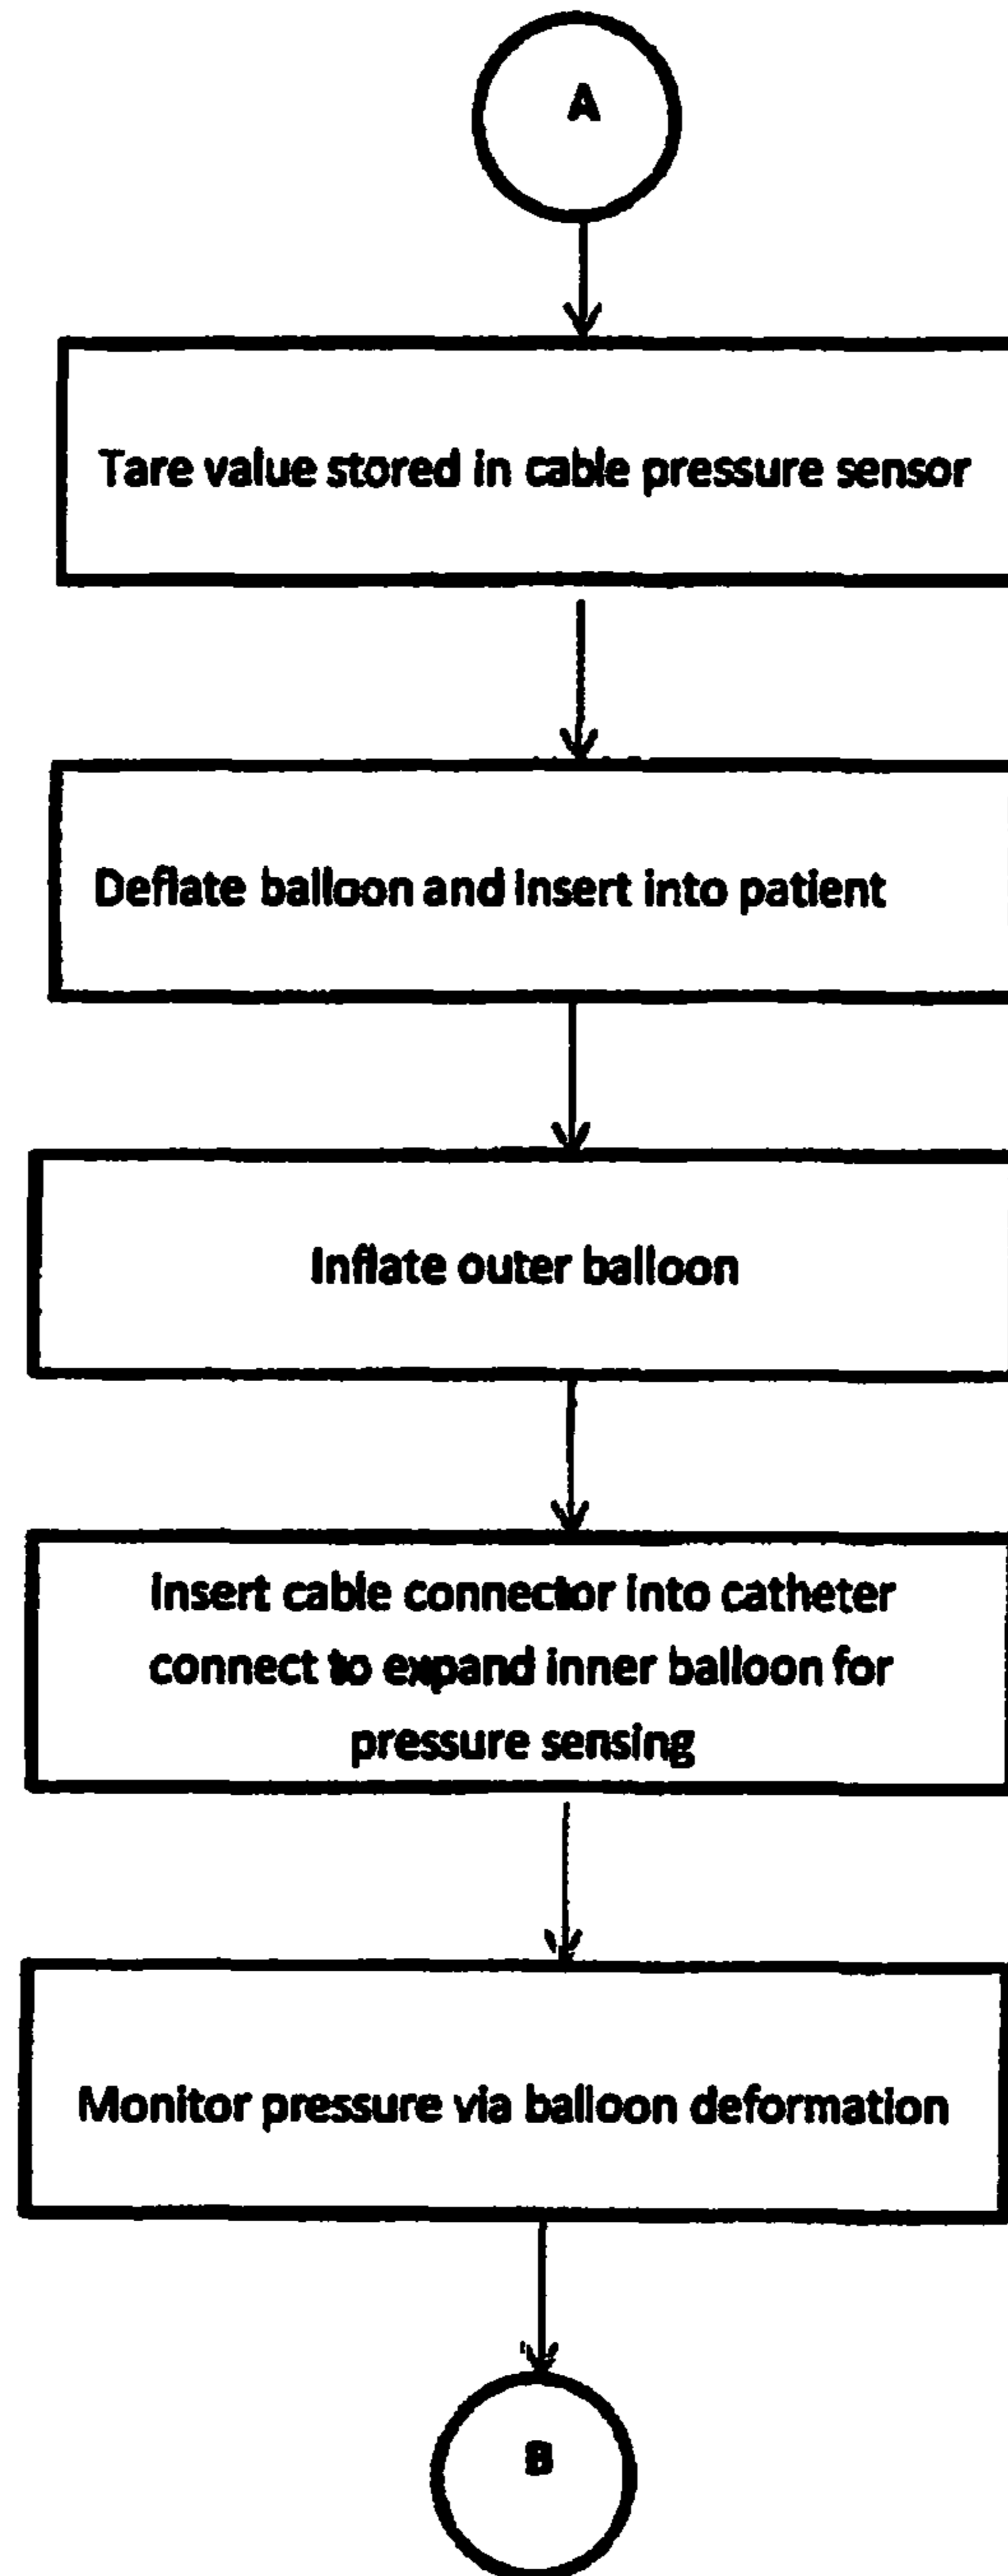 A
Tare value stored in cable pressure sensor
Deflate balloon and insert into patient
Inflate outer balloon
Insert cable connector into catheter
connect to expand inner balloon for
pressure sensing
Monitor pressure via balloon deformation
B